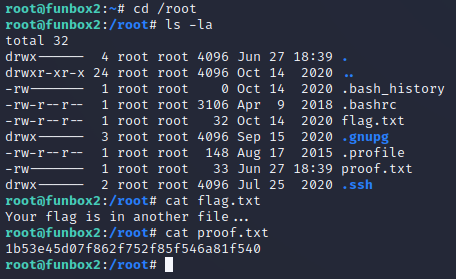 root@funbox2:~# cd /root
root@funbox2:/root# ls -la
total 32
drwx------  4 root root 4096 Jun 27 18:39 .
drwxr-xr-x 24 root root 4096 Oct 14  2020 ..
-rw-------  1 root root    0 Oct 14  2020 .bash_history
-rw-r--r--  1 root root 3106 Apr  9  2018 .bashrc
-rw-r--r--  1 root root   32 Oct 14  2020 flag.txt
drwx------  3 root root 4096 Sep 15  2020 .gnupg
-rw-r--r--  1 root root  148 Aug 17  2015 .profile
-rw-------  1 root root   33 Jun 27 18:39 proof.txt
drwx------  2 root root 4096 Jul 25  2020 .ssh
root@funbox2:/root# cat flag.txt
Your flag is in another file...
root@funbox2:/root# cat proof.txt
1b53e45d07f862f752f85f546a81f540
root@funbox2:/root#